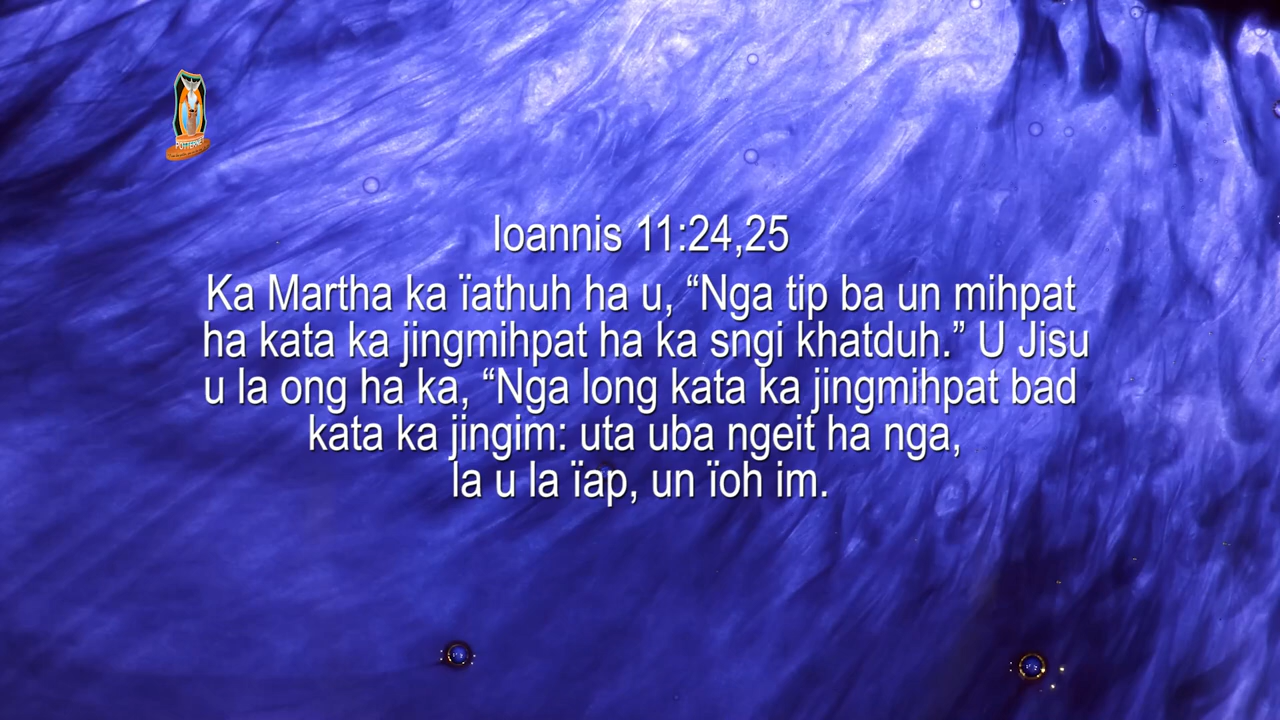 POTTERNET
Ioannis 11:24,25
Ka Martha ka ïathuh ha u, “Nga tip ba un mihpat
ha kata ka jingmihpat ha ka sngi khatduh.” U Jisu
u la ong ha ka, “Nga long kata ka jingmihpat bad
kata ka jingim: uta uba ngeit ha nga,
la u la ïap, un ïoh im.